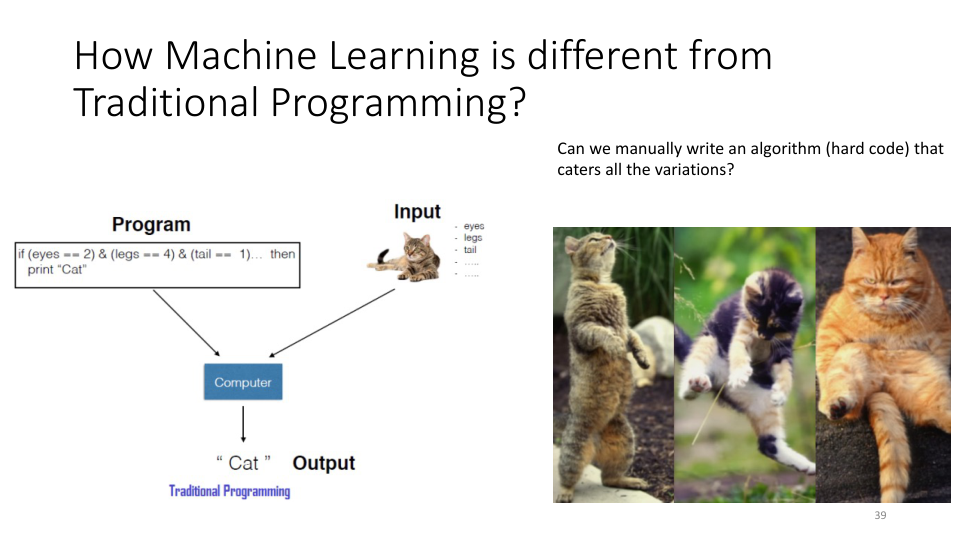 How Machine Learning is different from
Traditional Programming?
Can we manually write an algorithm (hard code) that
caters all the variations?
Program
if (eyes == 2) & (legs == 4) & (tail == 1)... then
print "Cat"
Input
- eyes
- legs
- tail
- .....
- .....
Computer
“ Cat ” Output
Traditional Programming
39